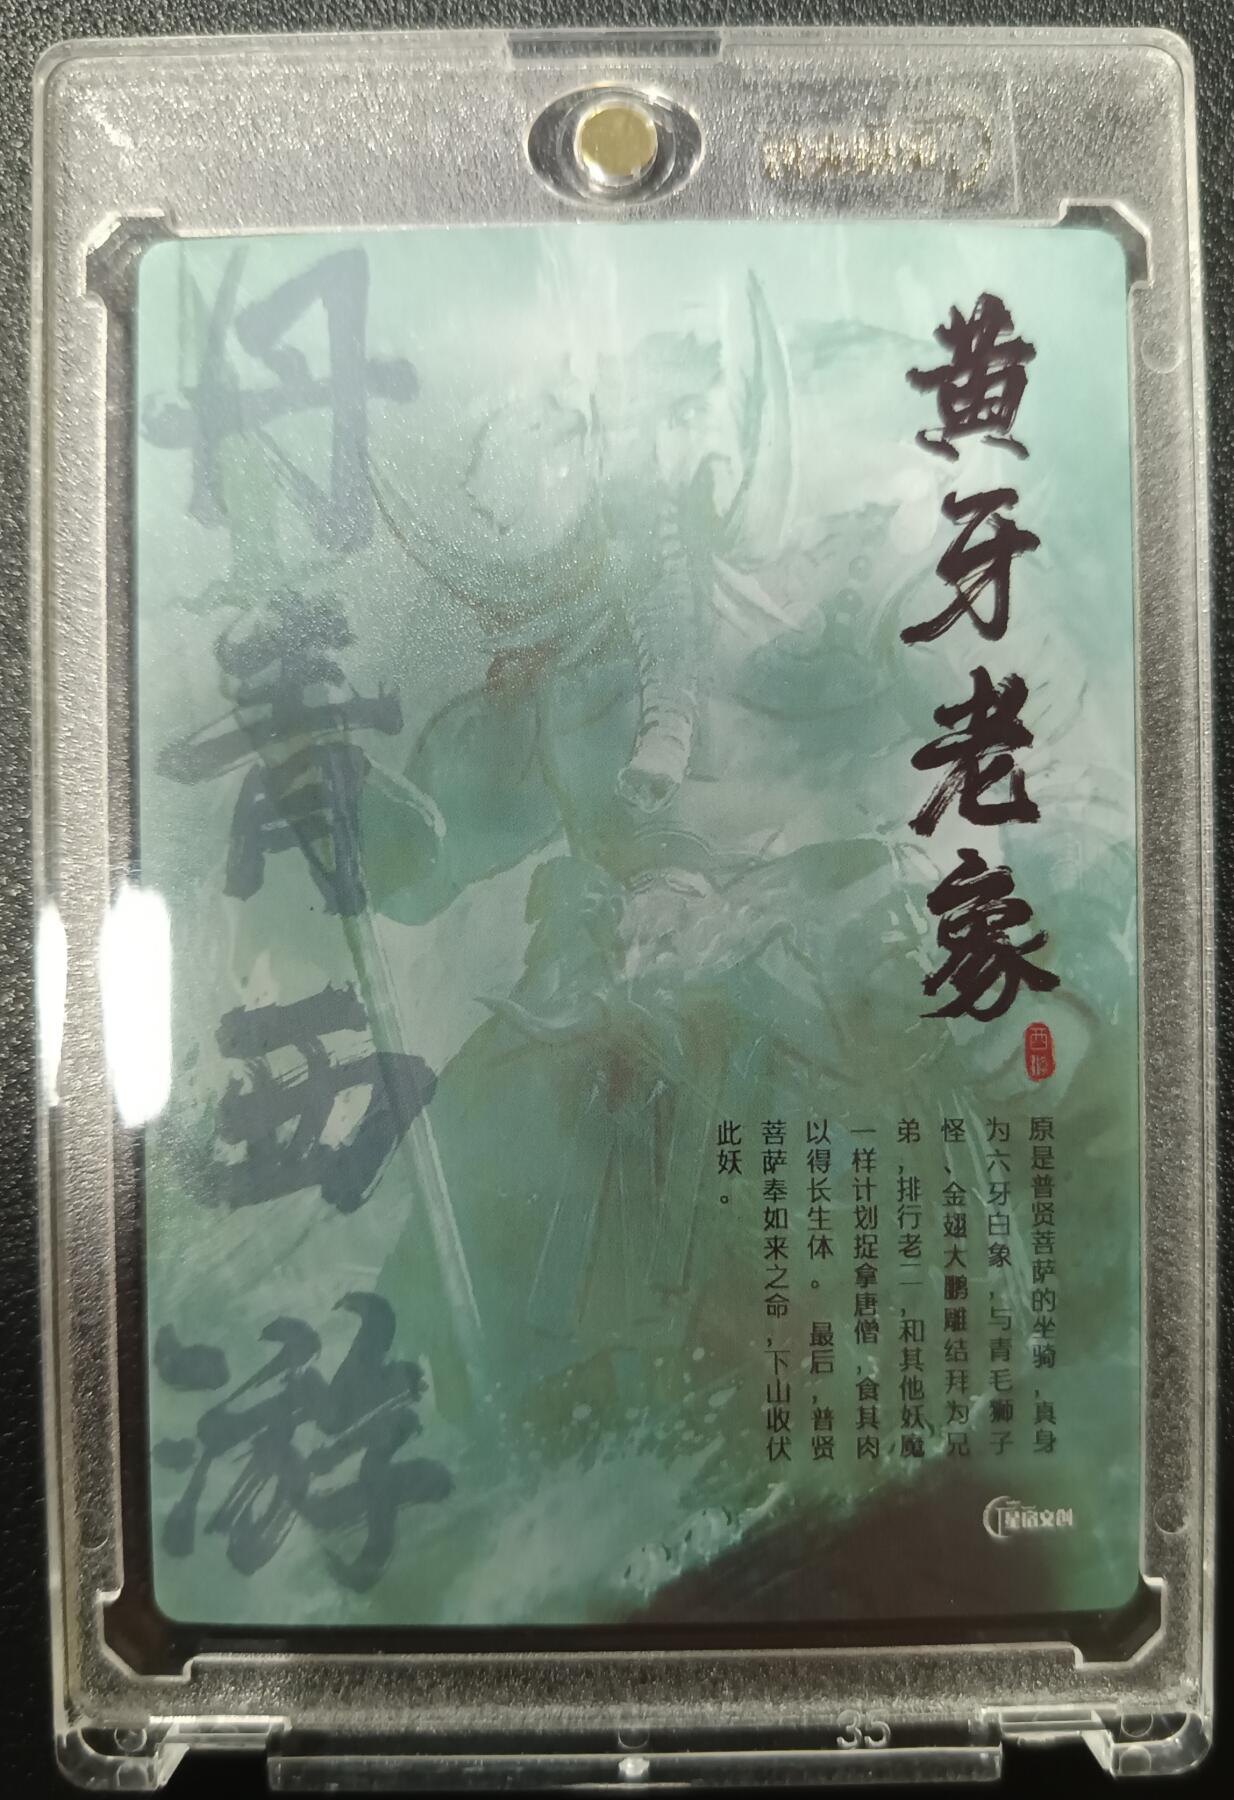 黄牙老象
西游
原是普贤菩萨的坐骑，真身
为六牙白象，与青毛狮子
怪、金翅大鹏雕结拜为兄
弟，排行老二，和其他妖魔
一样计划捉拿唐僧，食其肉
以得长生体。最后，普贤
菩萨奉如来之命，下山收伏
此妖。
丹青西游
星宿文创
35